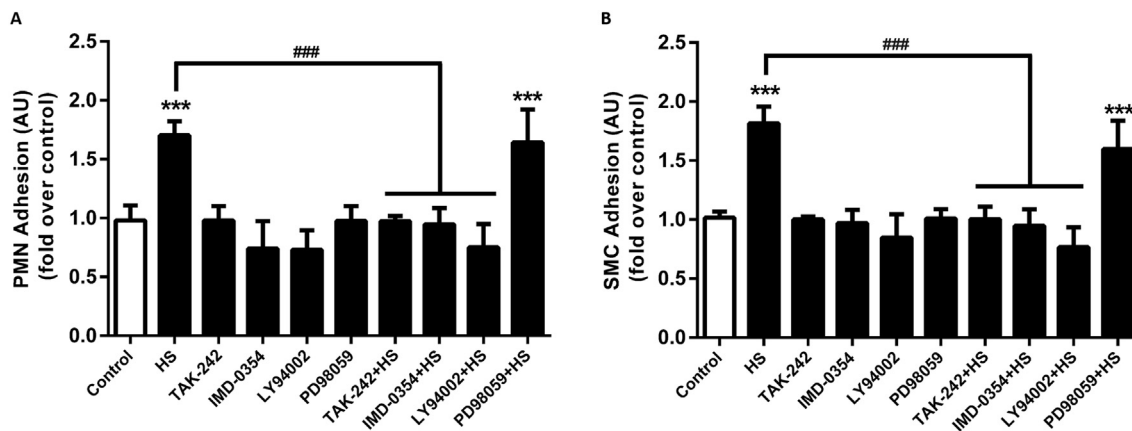 A
PMN Adhesion (AU)
(fold over control)
2.5
2.0
1.5
1.0
0.5
0.0
###
***
***
Control
HS
TAK-242
IMD-0354
LY94002
PD98059
TAK-242+HS
IMD-0354+HS
LY94002+HS
PD98059+HS
B
SMC Adhesion (AU)
(fold over control)
2.5
2.0
1.5
1.0
0.5
0.0
###
***
***
Control
HS
TAK-242
IMD-0354
LY94002
PD98059
TAK-242+HS
IMD-0354+HS
LY94002+HS
PD98059+HS